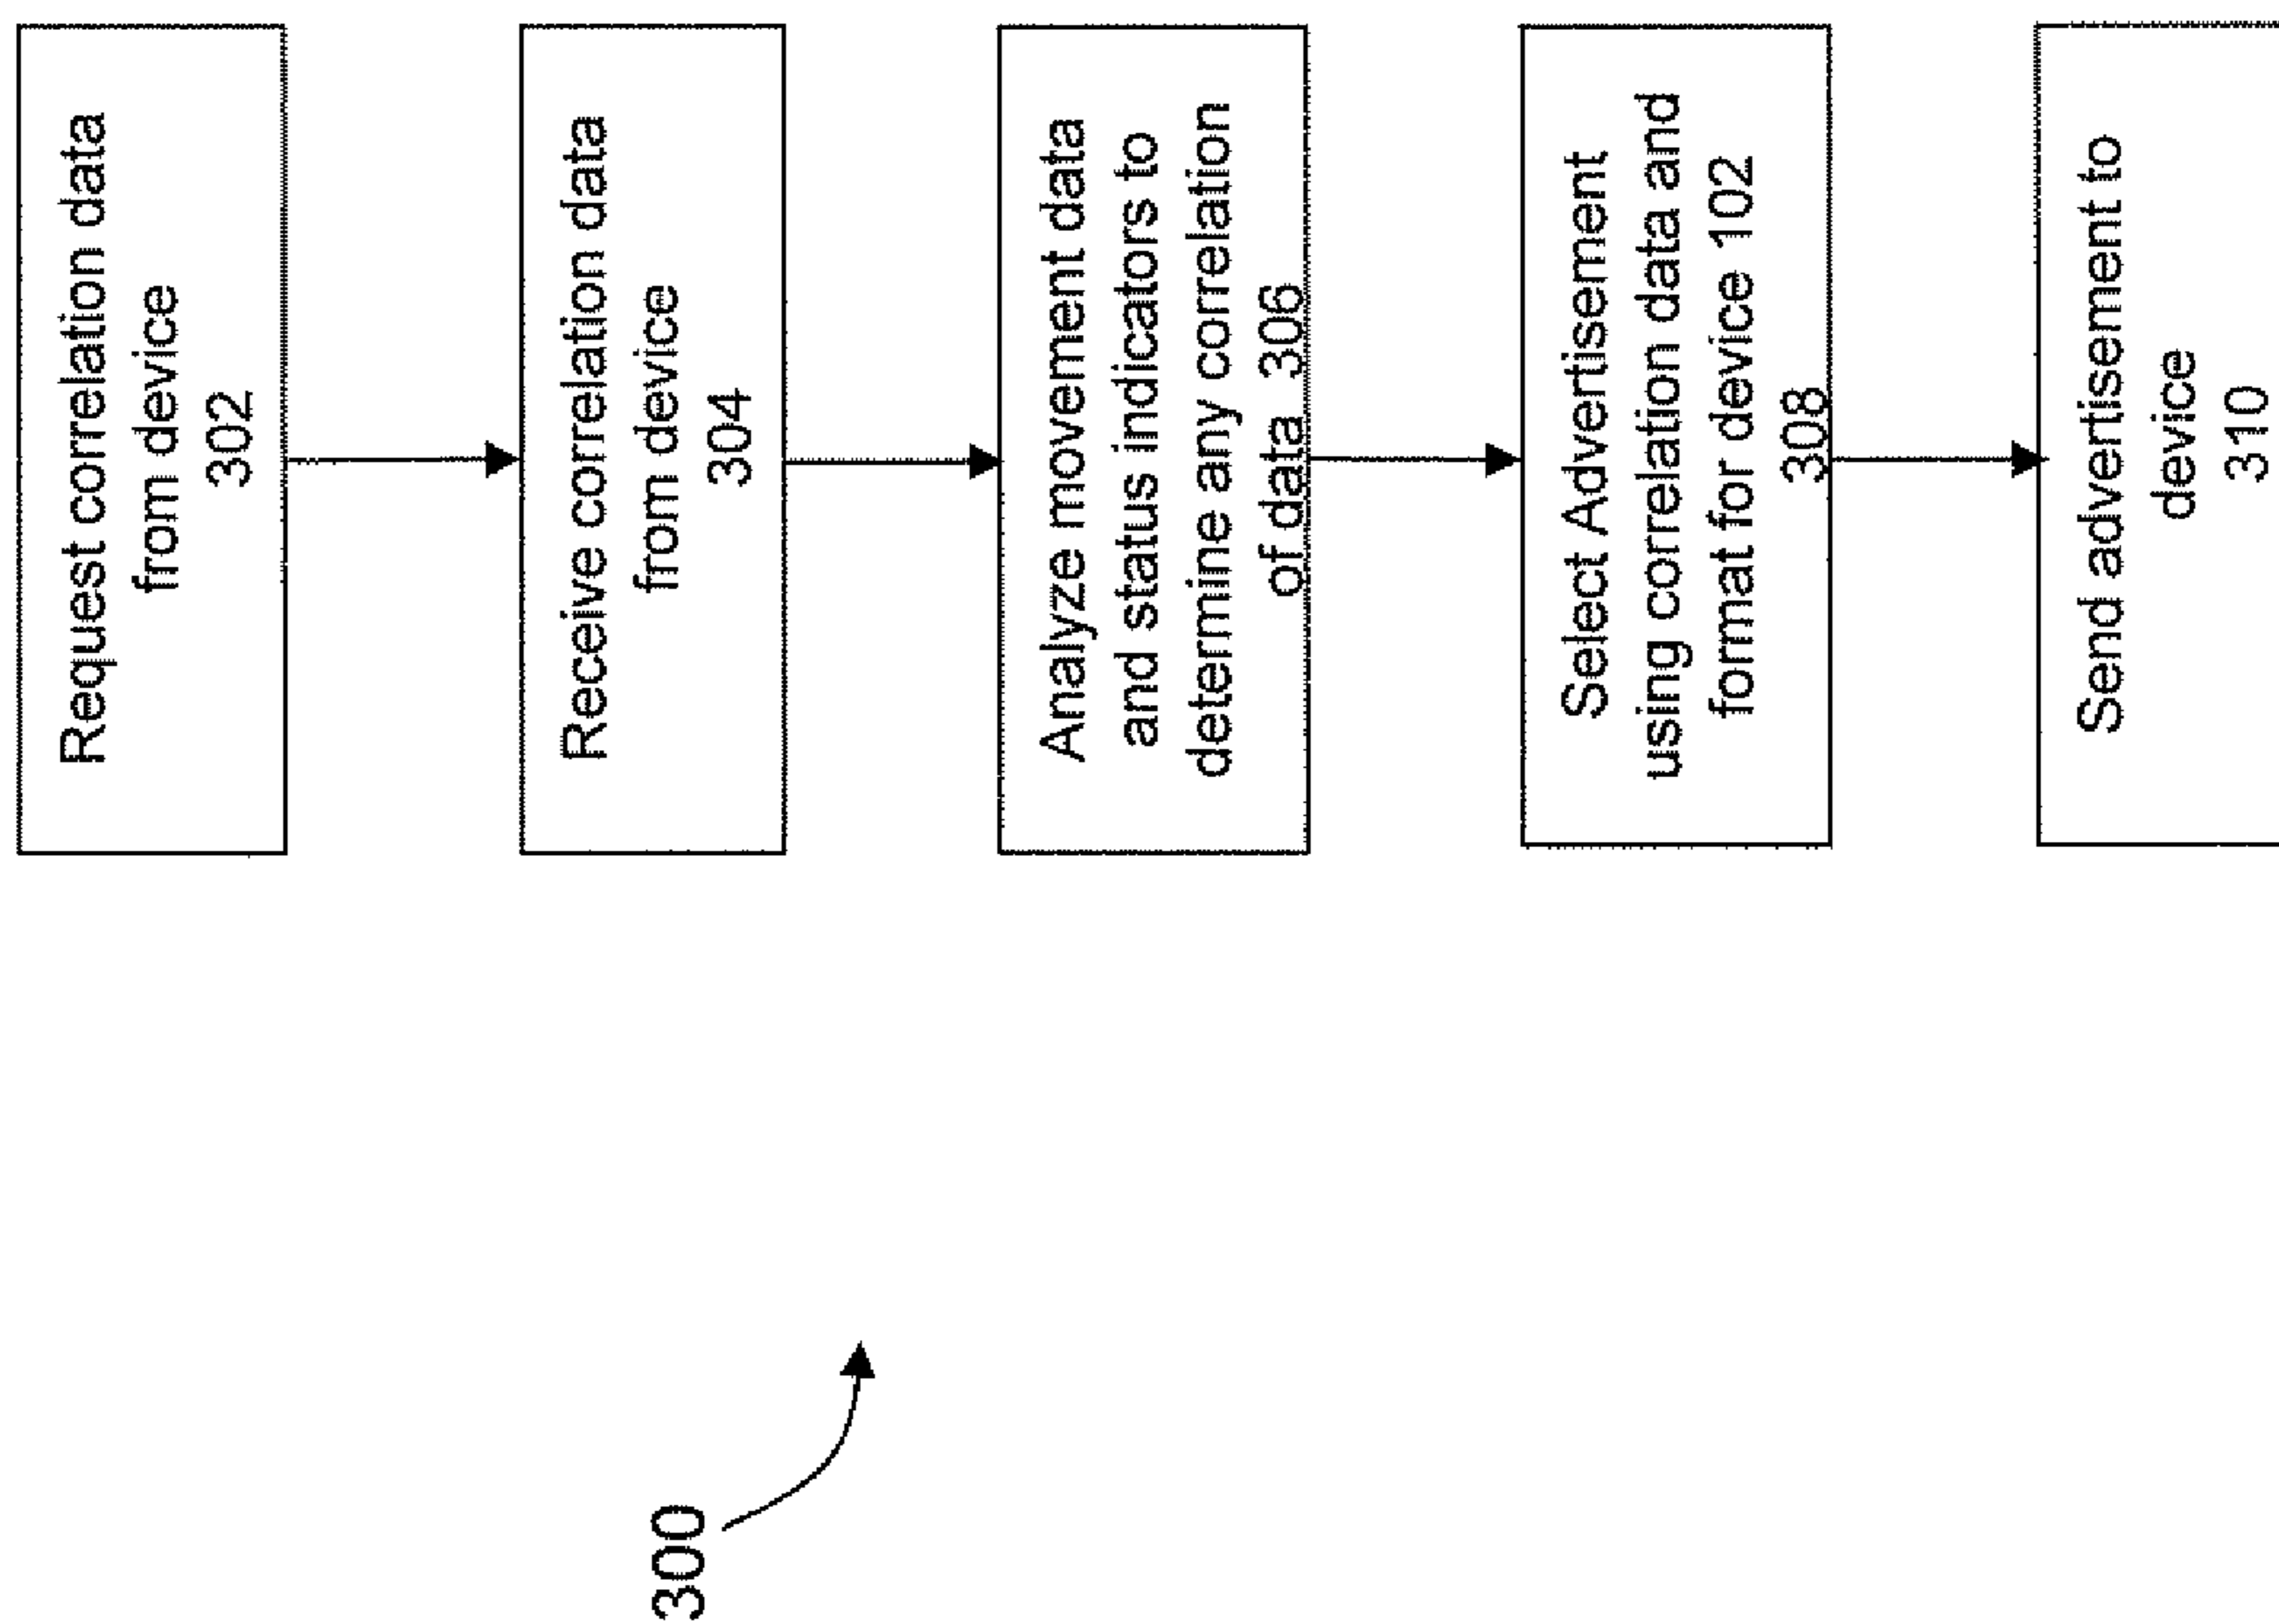 Request correlation data
from device
302
Receive correlation data
from device
304
Analyze movement data
and status indicators to
determine any correlation
of data 306
Select Advertisement
using correlation data and
format for device 102
308
Send advertisement to
device
310
300